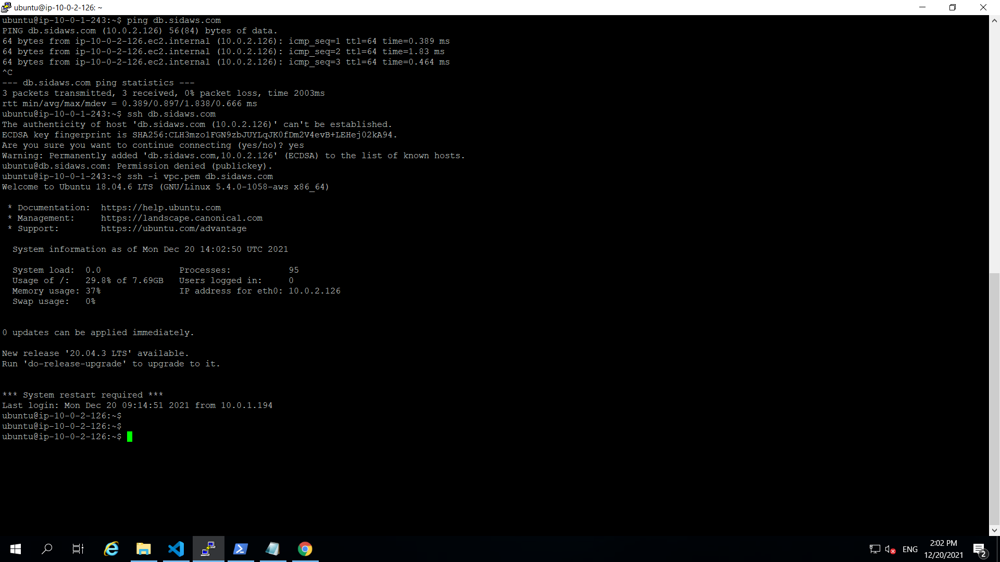 ubuntu@ip-10-0-2-126: ~
ubuntu@ip-10-0-1-243:~$ ping db.sidaws.com
PING db.sidaws.com (10.0.2.126) 56(84) bytes of data.
64 bytes from ip-10-0-2-126.ec2.internal (10.0.2.126): icmp_seq=1 ttl=64 time=0.389 ms
64 bytes from ip-10-0-2-126.ec2.internal (10.0.2.126): icmp_seq=2 ttl=64 time=1.83 ms
64 bytes from ip-10-0-2-126.ec2.internal (10.0.2.126): icmp_seq=3 ttl=64 time=0.464 ms
^C
--- db.sidaws.com ping statistics ---
3 packets transmitted, 3 received, 0% packet loss, time 2003ms
rtt min/avg/max/mdev = 0.389/0.897/1.838/0.666 ms
ubuntu@ip-10-0-1-243:~$ ssh db.sidaws.com
The authenticity of host 'db.sidaws.com (10.0.2.126)' can't be established.
ECDSA key fingerprint is SHA256:CLH3mzo1FGN9zbJUYLqJK0fDm2V4evB+LEHej02kA94.
Are you sure you want to continue connecting (yes/no)? yes
Warning: Permanently added 'db.sidaws.com,10.0.2.126' (ECDSA) to the list of known hosts.
ubuntu@db.sidaws.com: Permission denied (publickey).
ubuntu@ip-10-0-1-243:~$ ssh -i vpc.pem db.sidaws.com
Welcome to Ubuntu 18.04.6 LTS (GNU/Linux 5.4.0-1058-aws x86_64)
* Documentation:  https://help.ubuntu.com
* Management:     https://landscape.canonical.com
* Support:        https://ubuntu.com/advantage
System information as of Mon Dec 20 14:02:50 UTC 2021
System load:  0.0               Processes:           95
Usage of /:   29.8% of 7.69GB   Users logged in:     0
Memory usage: 37%               IP address for eth0: 10.0.2.126
Swap usage:   0%
0 updates can be applied immediately.
New release '20.04.3 LTS' available.
Run 'do-release-upgrade' to upgrade to it.
*** System restart required ***
Last login: Mon Dec 20 09:14:51 2021 from 10.0.1.194
ubuntu@ip-10-0-2-126:~$
ubuntu@ip-10-0-2-126:~$
ubuntu@ip-10-0-2-126:~$
ENG
2:02 PM
12/20/2021
2